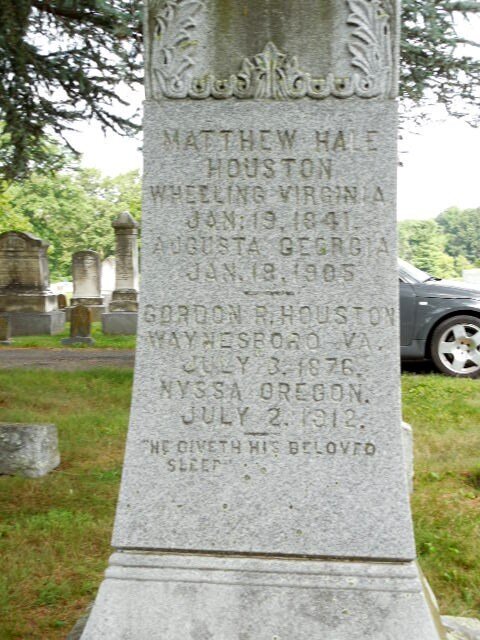 MATTHEW HALE
HOUSTON
WHEELING VIRGINIA
JAN. 19, 1841.
AUGUSTA GEORGIA
JAN. 18, 1905
GORDON R. HOUSTON
WAYNESBORO VA.
JULY 3, 1876.
NYSSA OREGON.
JULY 2, 1912.
"HE GIVETH HIS BELOVED
SLEEP"